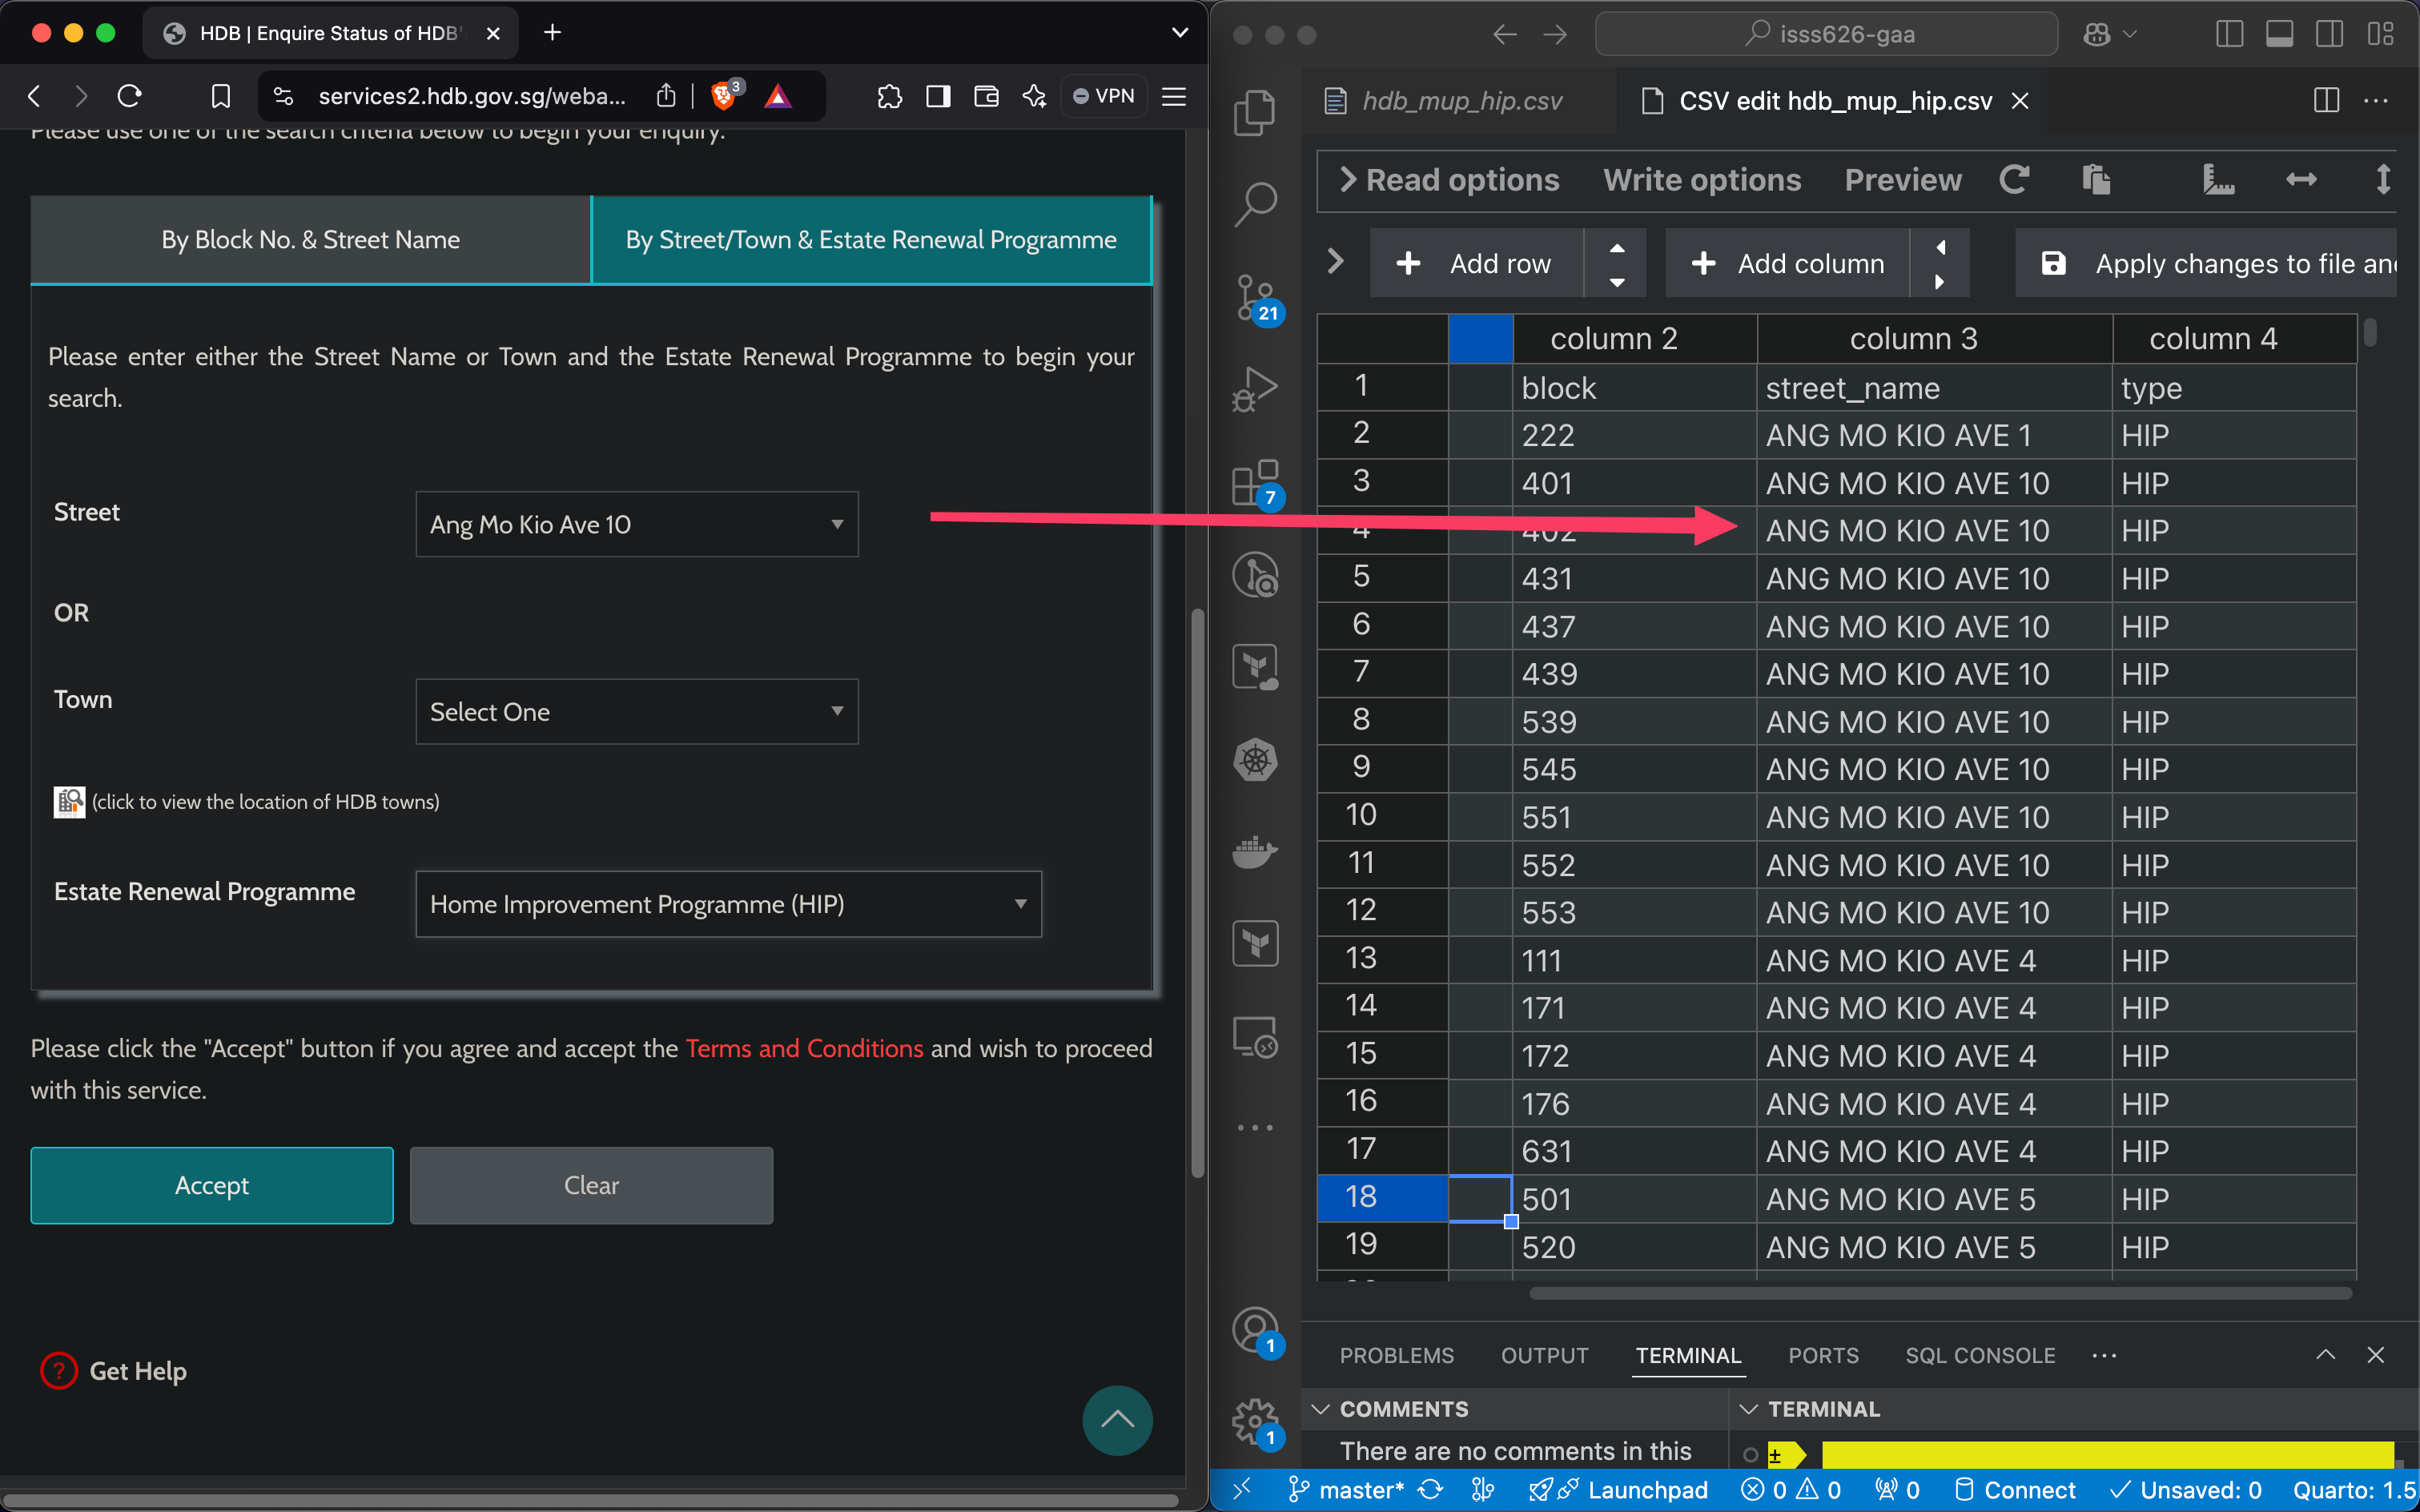 HDB | Enquire Status of HDB'
services2.hdb.gov.sg/weba...
3
VPN
Please use one of the search criteria below to begin your enquiry.
By Block No. & Street Name
By Street/Town & Estate Renewal Programme
Please enter either the Street Name or Town and the Estate Renewal Programme to begin your
search.
Street
Ang Mo Kio Ave 10
OR
Town
Select One
(click to view the location of HDB towns)
Estate Renewal Programme
Home Improvement Programme (HIP)
Please click the "Accept" button if you agree and accept the Terms and Conditions and wish to proceed
with this service.
Accept
Clear
? Get Help
isss626-gaa
hdb_mup_hip.csv
CSV edit hdb_mup_hip.csv
Read options Write options Preview
Add row
Add column
Apply changes to file an
21
7
1
1
column 2 column 3 column 4
1 block street_name type
2 222 ANG MO KIO AVE 1 HIP
3 401 ANG MO KIO AVE 10 HIP
4 402 ANG MO KIO AVE 10 HIP
5 431 ANG MO KIO AVE 10 HIP
6 437 ANG MO KIO AVE 10 HIP
7 439 ANG MO KIO AVE 10 HIP
8 539 ANG MO KIO AVE 10 HIP
9 545 ANG MO KIO AVE 10 HIP
10 551 ANG MO KIO AVE 10 HIP
11 552 ANG MO KIO AVE 10 HIP
12 553 ANG MO KIO AVE 10 HIP
13 111 ANG MO KIO AVE 4 HIP
14 171 ANG MO KIO AVE 4 HIP
15 172 ANG MO KIO AVE 4 HIP
16 176 ANG MO KIO AVE 4 HIP
17 631 ANG MO KIO AVE 4 HIP
18 501 ANG MO KIO AVE 5 HIP
19 520 ANG MO KIO AVE 5 HIP
PROBLEMS OUTPUT TERMINAL PORTS SQL CONSOLE ...
COMMENTS
There are no comments in this
TERMINAL
±
master* Launchpad 0 0 0 Connect Unsaved: 0 Quarto: 1.5